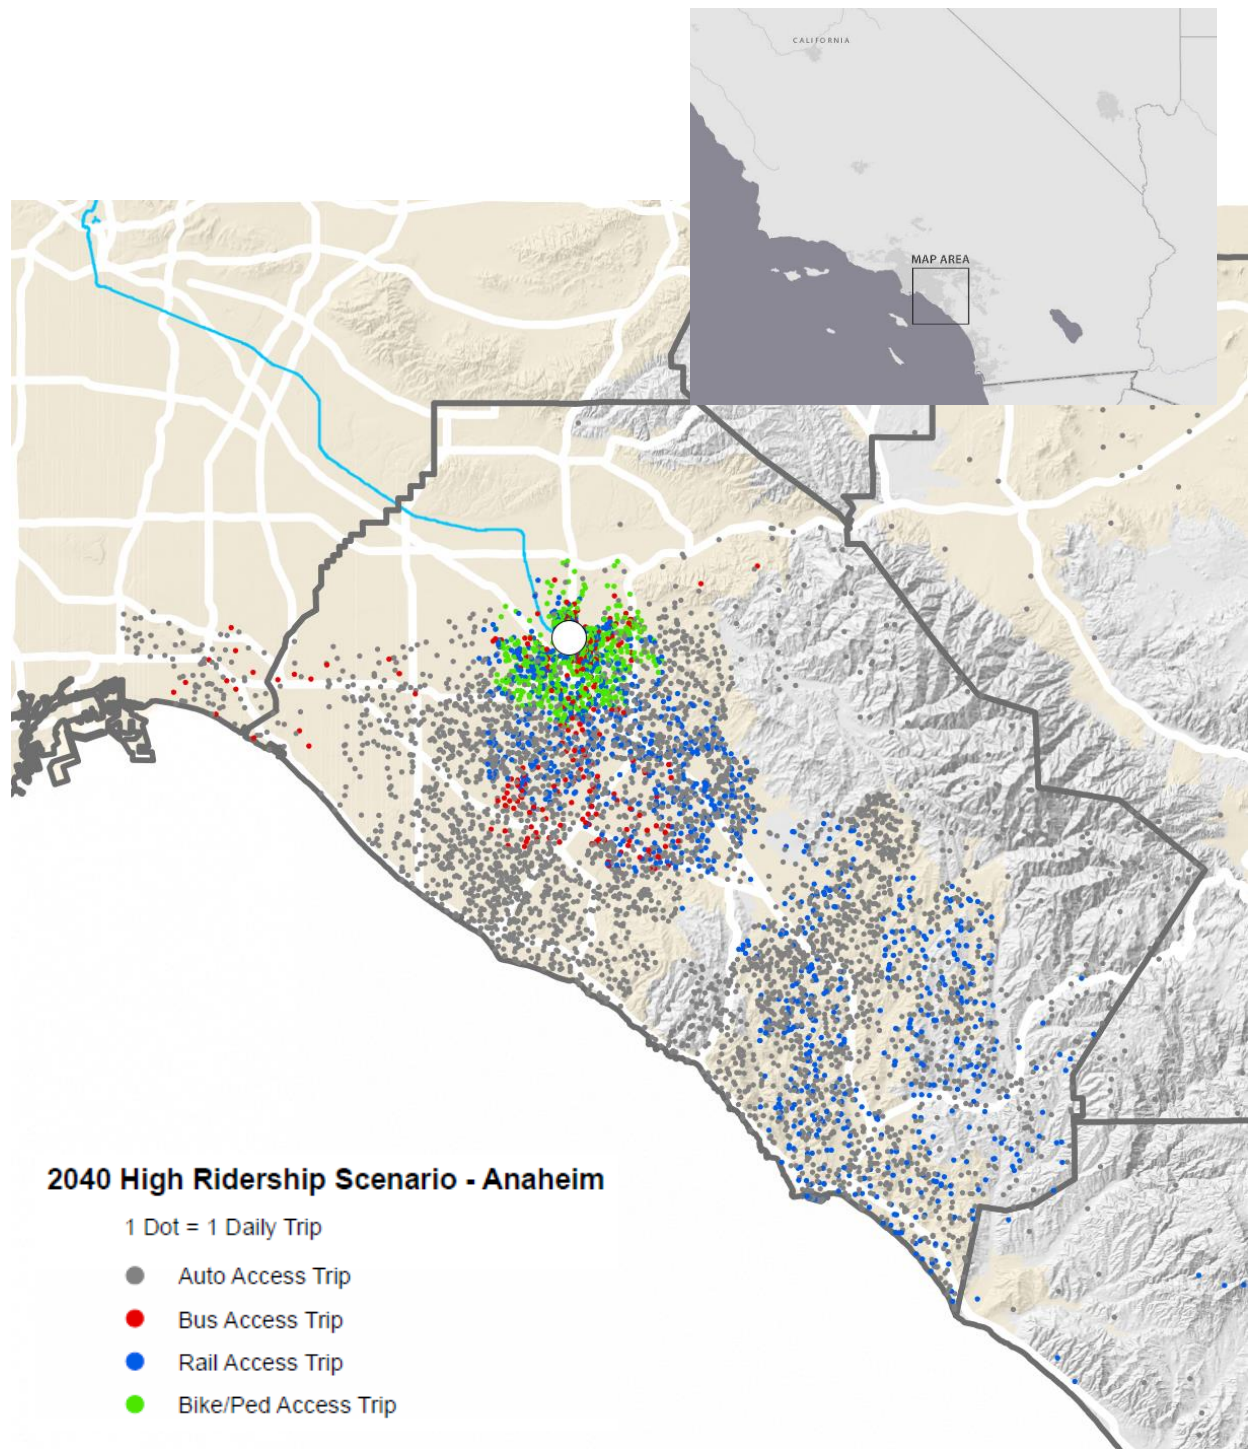 CALIFORNIA
MAP AREA
2040 High Ridership Scenario - Anaheim
1 Dot = 1 Daily Trip
Auto Access Trip
Bus Access Trip
Rail Access Trip
Bike/Ped Access Trip